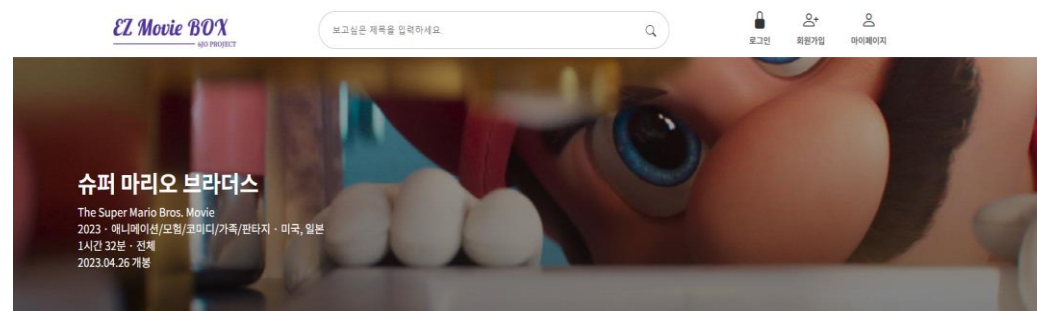 EZ Movie BOX
6JO PROJECT
보고싶은 제목을 입력하세요.
로그인
회원가입
마이페이지
슈퍼 마리오 브라더스
The Super Mario Bros. Movie
2023 · 애니메이션/모험/코미디/가족/판타지 · 미국, 일본
1시간 32분 · 전체
2023.04.26 개봉